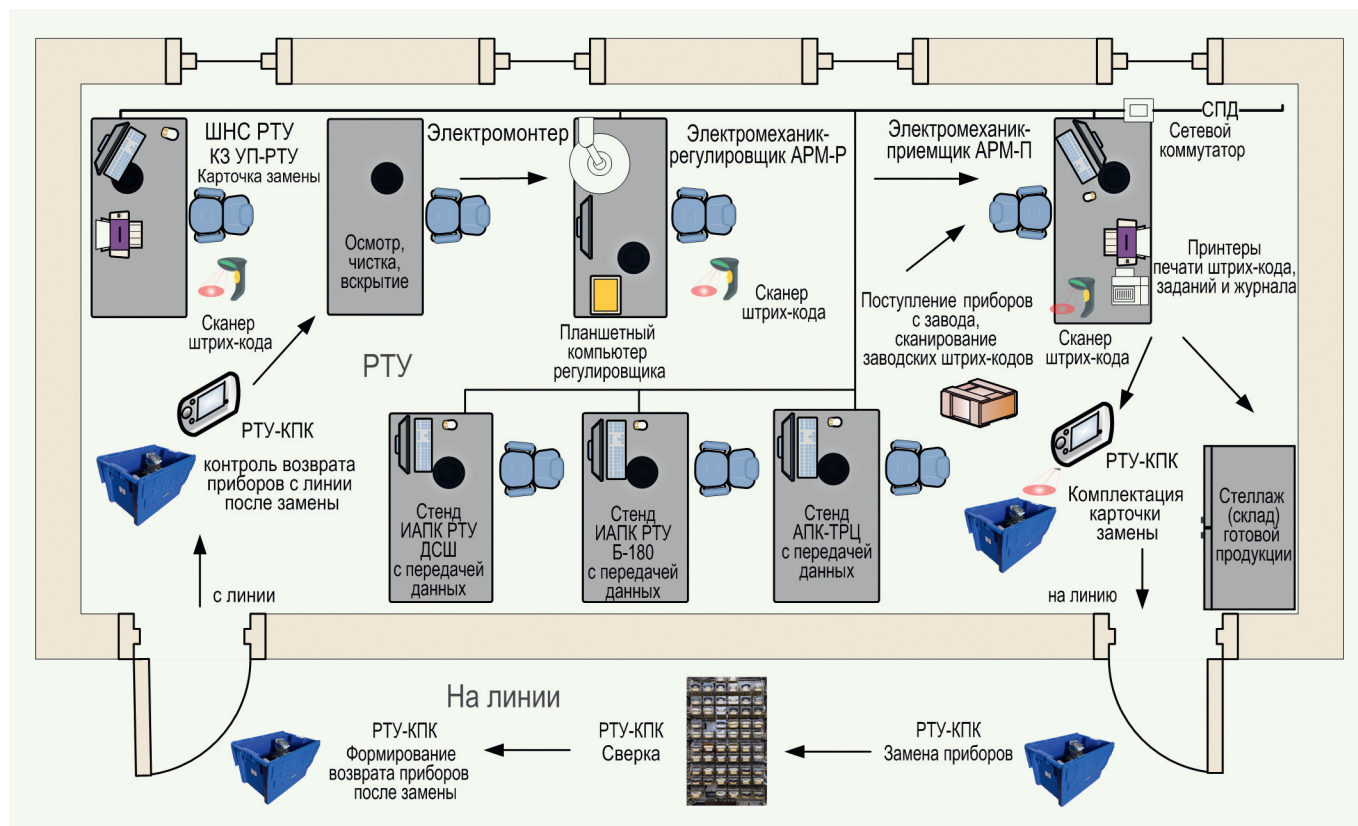 ШНС РТУ
КЗ УП-РТУ
Карточка замены
Сканер
штрих-кода
Электромонтер
Осмотр,
чистка,
вскрытие
Электромеханик-
регулировщик АРМ-Р
Сканер
штрих-кода
Планшетный
компьютер
регулировщика
Электромеханик-
приемщик АРМ-П
СПД
Сетевой
коммутатор
Принтеры
печати штрих-кода,
заданий и журнала
Поступление приборов
с завода,
сканирование
заводских штрих-кодов
Сканер
штрих-кода
РТУ
РТУ-КПК
контроль возврата
приборов с линии
после замены
с линии
Стенд
ИАПК РТУ
ДСШ
с передачей
данных
Стенд
ИАПК РТУ
Б-180
с передачей
данных
Стенд
АПК-ТРЦ
с передачей
данных
РТУ-КПК
Комплектация
карточки
замены
на линию
Стеллаж
(склад)
готовой
продукции
На линии
РТУ-КПК
Формирование
возврата приборов
после замены
РТУ-КПК
Сверка
РТУ-КПК
Замена приборов